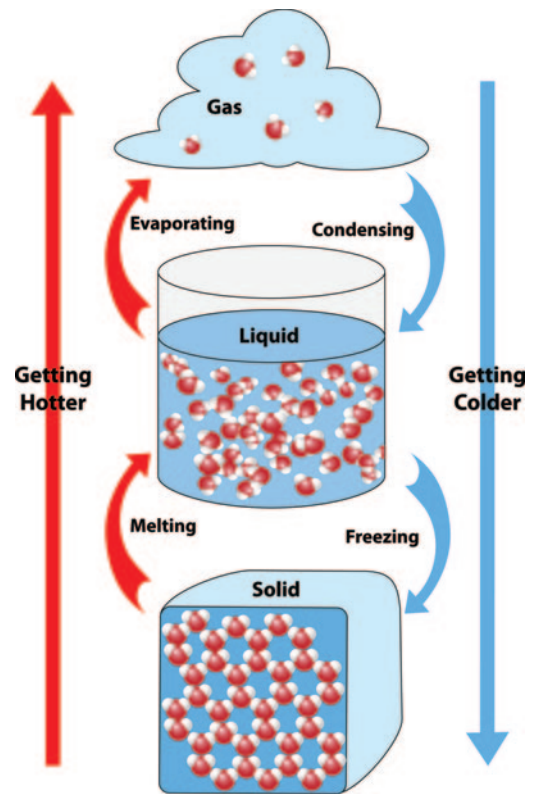 Gas
Evaporating
Condensing
Liquid
Getting
Hotter
Getting
Colder
Melting
Freezing
Solid